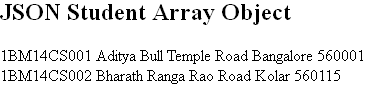 JSON Student Array Object
1BM14CS001 Aditya Bull Temple Road Bangalore 560001
1BM14CS002 Bharath Ranga Rao Road Kolar 560115